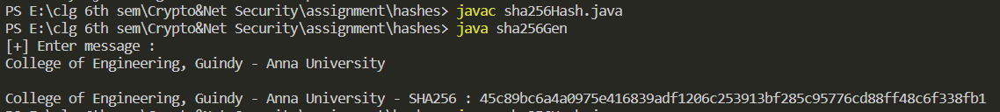 PS E:\clg 6th sem\Crypto&Net Security\assignment\hashes> javac sha256Hash.java
PS E:\clg 6th sem\Crypto&Net Security\assignment\hashes> java sha256Gen
[+] Enter message :
College of Engineering, Guindy - Anna University
College of Engineering, Guindy - Anna University - SHA256 : 45c89bc6a4a0975e416839adf1206c253913bf285c95776cd88ff48c6f338fb1